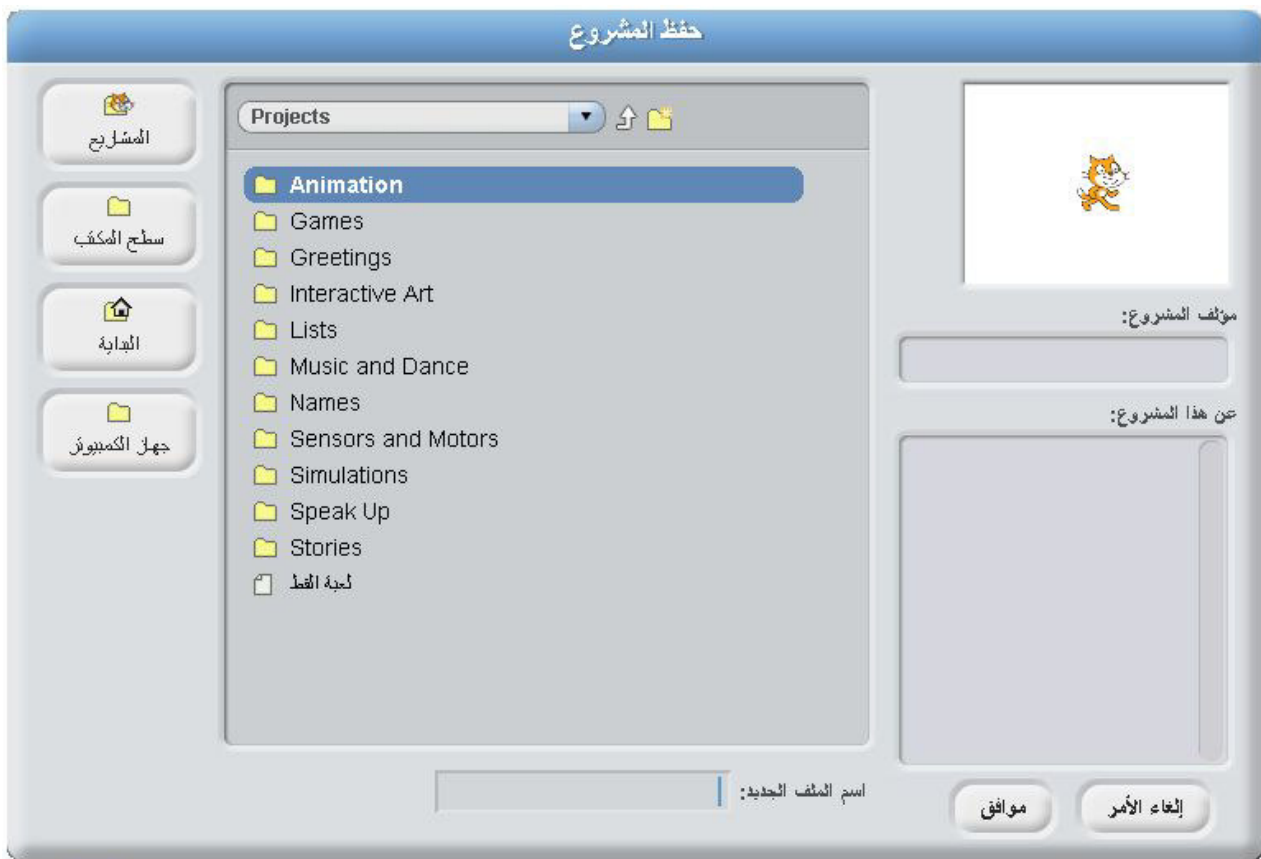 حفظ المشروع
المشاريع
سطح المكتب
البداية
جهاز الكمبيوتر
Projects
Animation
Games
Greetings
Interactive Art
Lists
Music and Dance
Names
Sensors and Motors
Simulations
Speak Up
Stories
لعبة القط
مؤلف المشروع:
عن هذا المشروع:
اسم الملف الجديد:
موافق
إلغاء الأمر